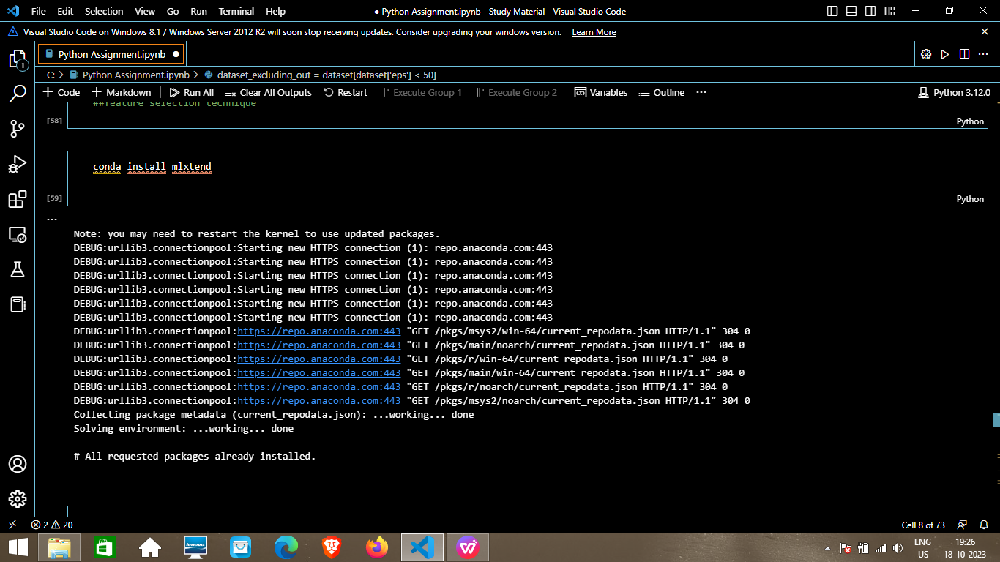 File Edit Selection View Go Run Terminal Help
● Python Assignment.ipynb - Study Material - Visual Studio Code
Visual Studio Code on Windows 8.1 / Windows Server 2012 R2 will soon stop receiving updates. Consider upgrading your windows version. Learn More
1
Python Assignment.ipynb ●
C: > Python Assignment.ipynb > dataset_excluding_out = dataset[dataset['eps'] < 50]
+ Code + Markdown Run All Clear All Outputs Restart Execute Group 1 Execute Group 2 Variables Outline ... Python 3.12.0
##feature selection technique
[58] Python
conda install mlxtend
[59] Python
...
Note: you may need to restart the kernel to use updated packages.
DEBUG:urllib3.connectionpool:Starting new HTTPS connection (1): repo.anaconda.com:443
DEBUG:urllib3.connectionpool:Starting new HTTPS connection (1): repo.anaconda.com:443
DEBUG:urllib3.connectionpool:Starting new HTTPS connection (1): repo.anaconda.com:443
DEBUG:urllib3.connectionpool:Starting new HTTPS connection (1): repo.anaconda.com:443
DEBUG:urllib3.connectionpool:Starting new HTTPS connection (1): repo.anaconda.com:443
DEBUG:urllib3.connectionpool:Starting new HTTPS connection (1): repo.anaconda.com:443
DEBUG:urllib3.connectionpool:https://repo.anaconda.com:443 "GET /pkgs/msys2/win-64/current_repodata.json HTTP/1.1" 304 0
DEBUG:urllib3.connectionpool:https://repo.anaconda.com:443 "GET /pkgs/main/noarch/current_repodata.json HTTP/1.1" 304 0
DEBUG:urllib3.connectionpool:https://repo.anaconda.com:443 "GET /pkgs/r/win-64/current_repodata.json HTTP/1.1" 304 0
DEBUG:urllib3.connectionpool:https://repo.anaconda.com:443 "GET /pkgs/main/win-64/current_repodata.json HTTP/1.1" 304 0
DEBUG:urllib3.connectionpool:https://repo.anaconda.com:443 "GET /pkgs/r/noarch/current_repodata.json HTTP/1.1" 304 0
DEBUG:urllib3.connectionpool:https://repo.anaconda.com:443 "GET /pkgs/msys2/noarch/current_repodata.json HTTP/1.1" 304 0
Collecting package metadata (current_repodata.json): ...working... done
Solving environment: ...working... done
# All requested packages already installed.
2 20 Cell 8 of 73
lenovo ENG 19:26
US 18-10-2023